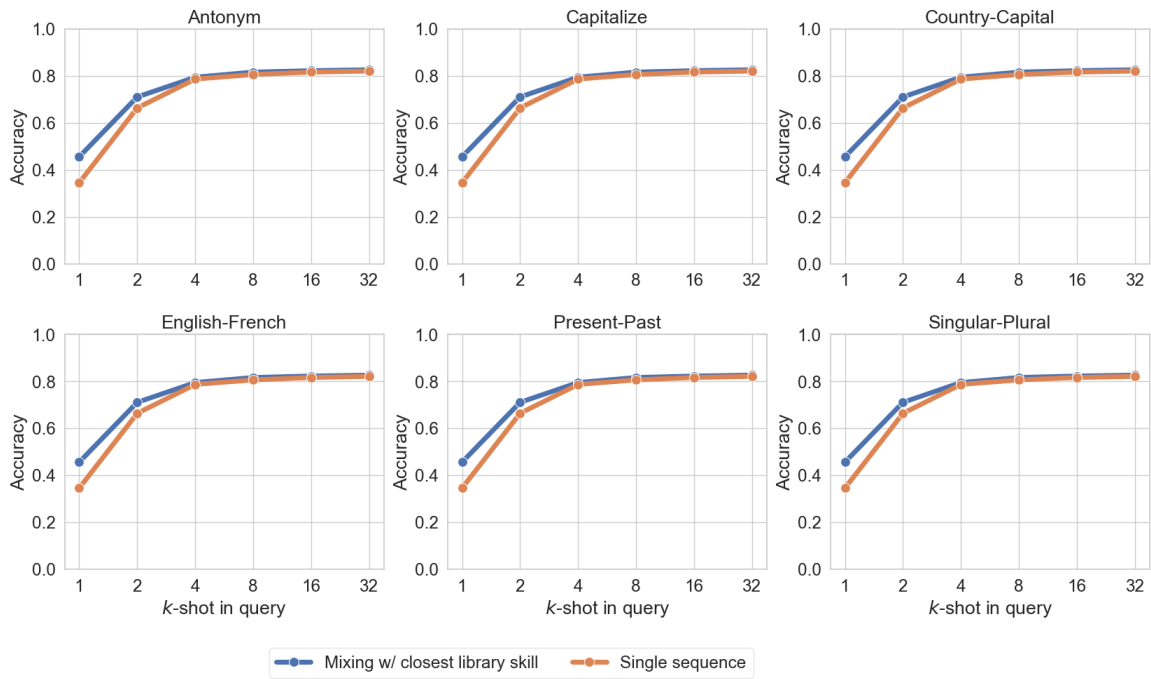 Antonym
Capitalize
Country-Capital
1.0
0.8
0.6
0.4
0.2
0.0
Accuracy
1 2 4 8 16 32
1.0
0.8
0.6
0.4
0.2
0.0
Accuracy
1 2 4 8 16 32
1.0
0.8
0.6
0.4
0.2
0.0
Accuracy
1 2 4 8 16 32
English-French
Present-Past
Singular-Plural
1.0
0.8
0.6
0.4
0.2
0.0
Accuracy
1 2 4 8 16 32
k-shot in query
1.0
0.8
0.6
0.4
0.2
0.0
Accuracy
1 2 4 8 16 32
k-shot in query
1.0
0.8
0.6
0.4
0.2
0.0
Accuracy
1 2 4 8 16 32
k-shot in query
Mixing w/ closest library skill
Single sequence